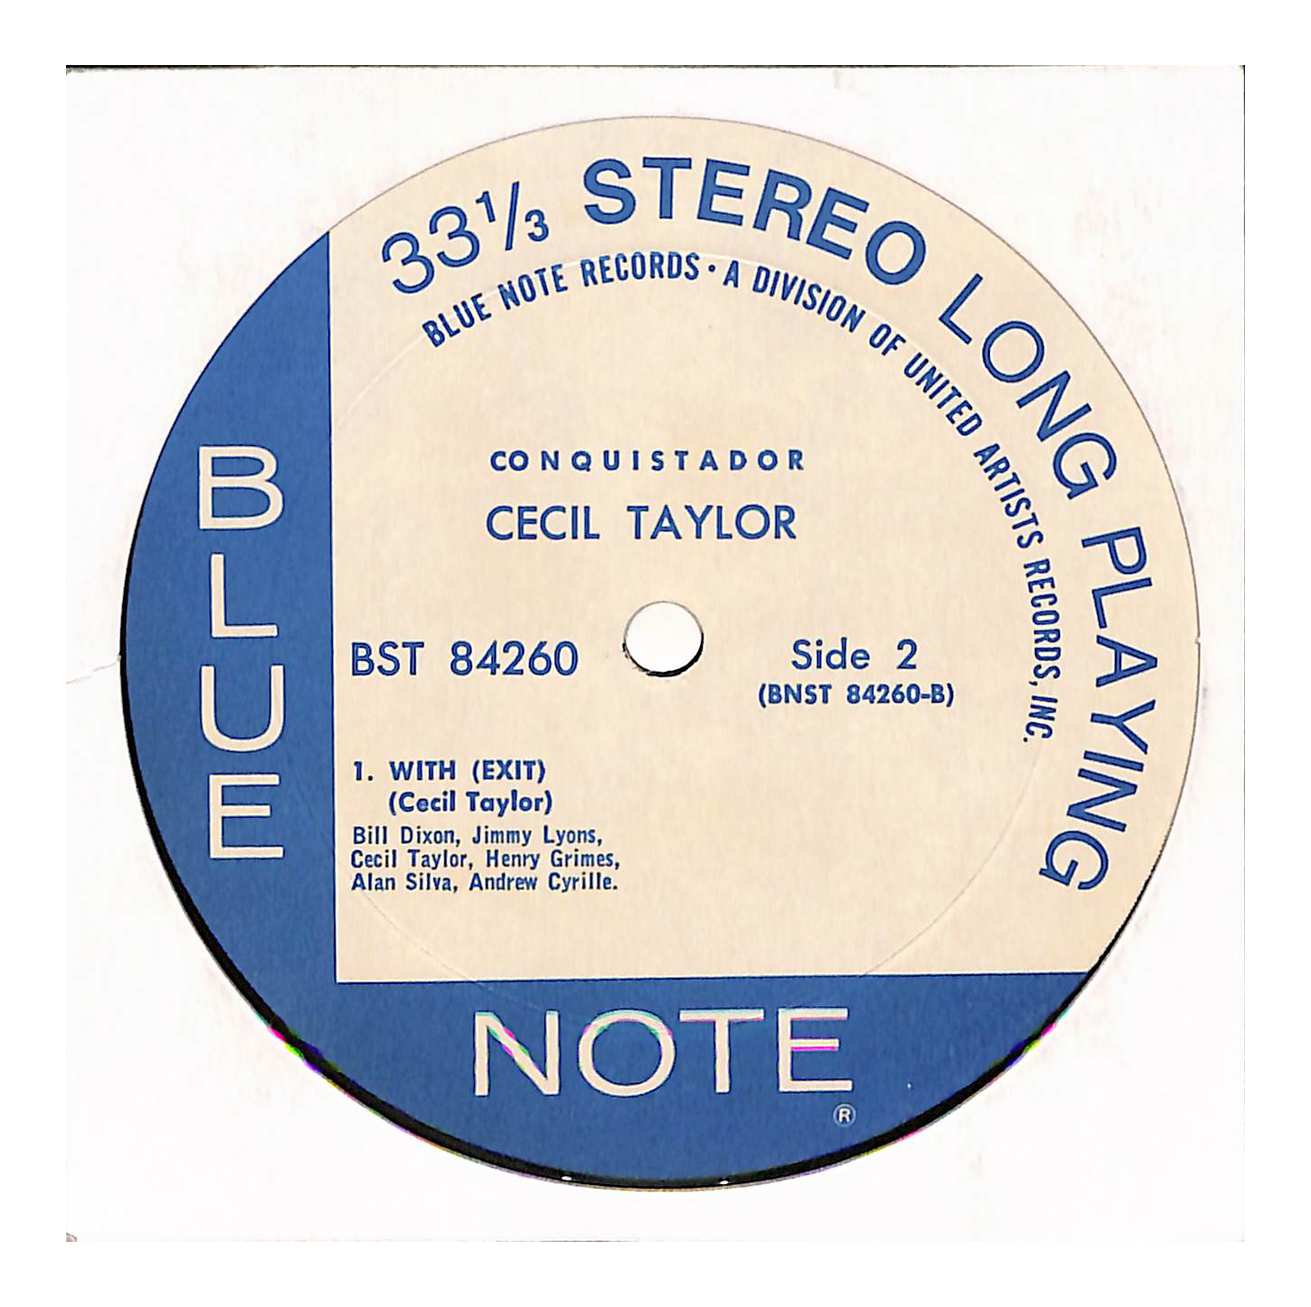 33⅓ STEREO LONG PLAYING
BLUE NOTE RECORDS · A DIVISION OF UNITED ARTISTS RECORDS, INC.
CONQUISTADOR
CECIL TAYLOR
BST 84260
Side 2
(BNST 84260-B)
1. WITH (EXIT)
(Cecil Taylor)
Bill Dixon, Jimmy Lyons,
Cecil Taylor, Henry Grimes,
Alan Silva, Andrew Cyrille.
BLUE
NOTE
®